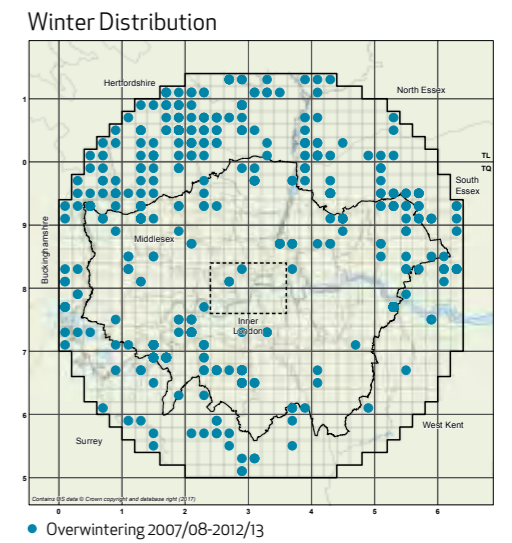 Winter Distribution
Hertfordshire
North Essex
1
TL
0
TQ
South
Essex
9
Buckinghamshire
Middlesex
8
Inner
London
7
6
West Kent
Surrey
5
Contains OS data © Crown copyright and database right (2017)
0 1 2 3 4 5 6
Overwintering 2007/08-2012/13